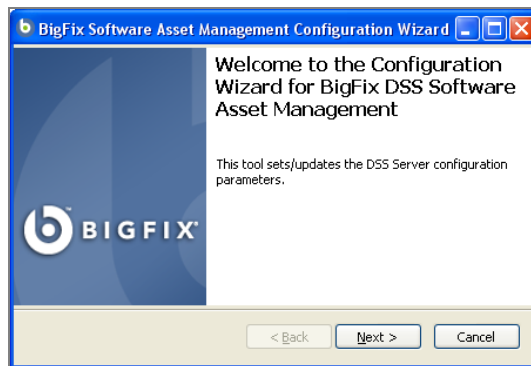 BigFix Software Asset Management Configuration Wizard
Welcome to the Configuration
Wizard for BigFix DSS Software
Asset Management
This tool sets/updates the DSS Server configuration
parameters.
BIGFIX
< Back
Next >
Cancel